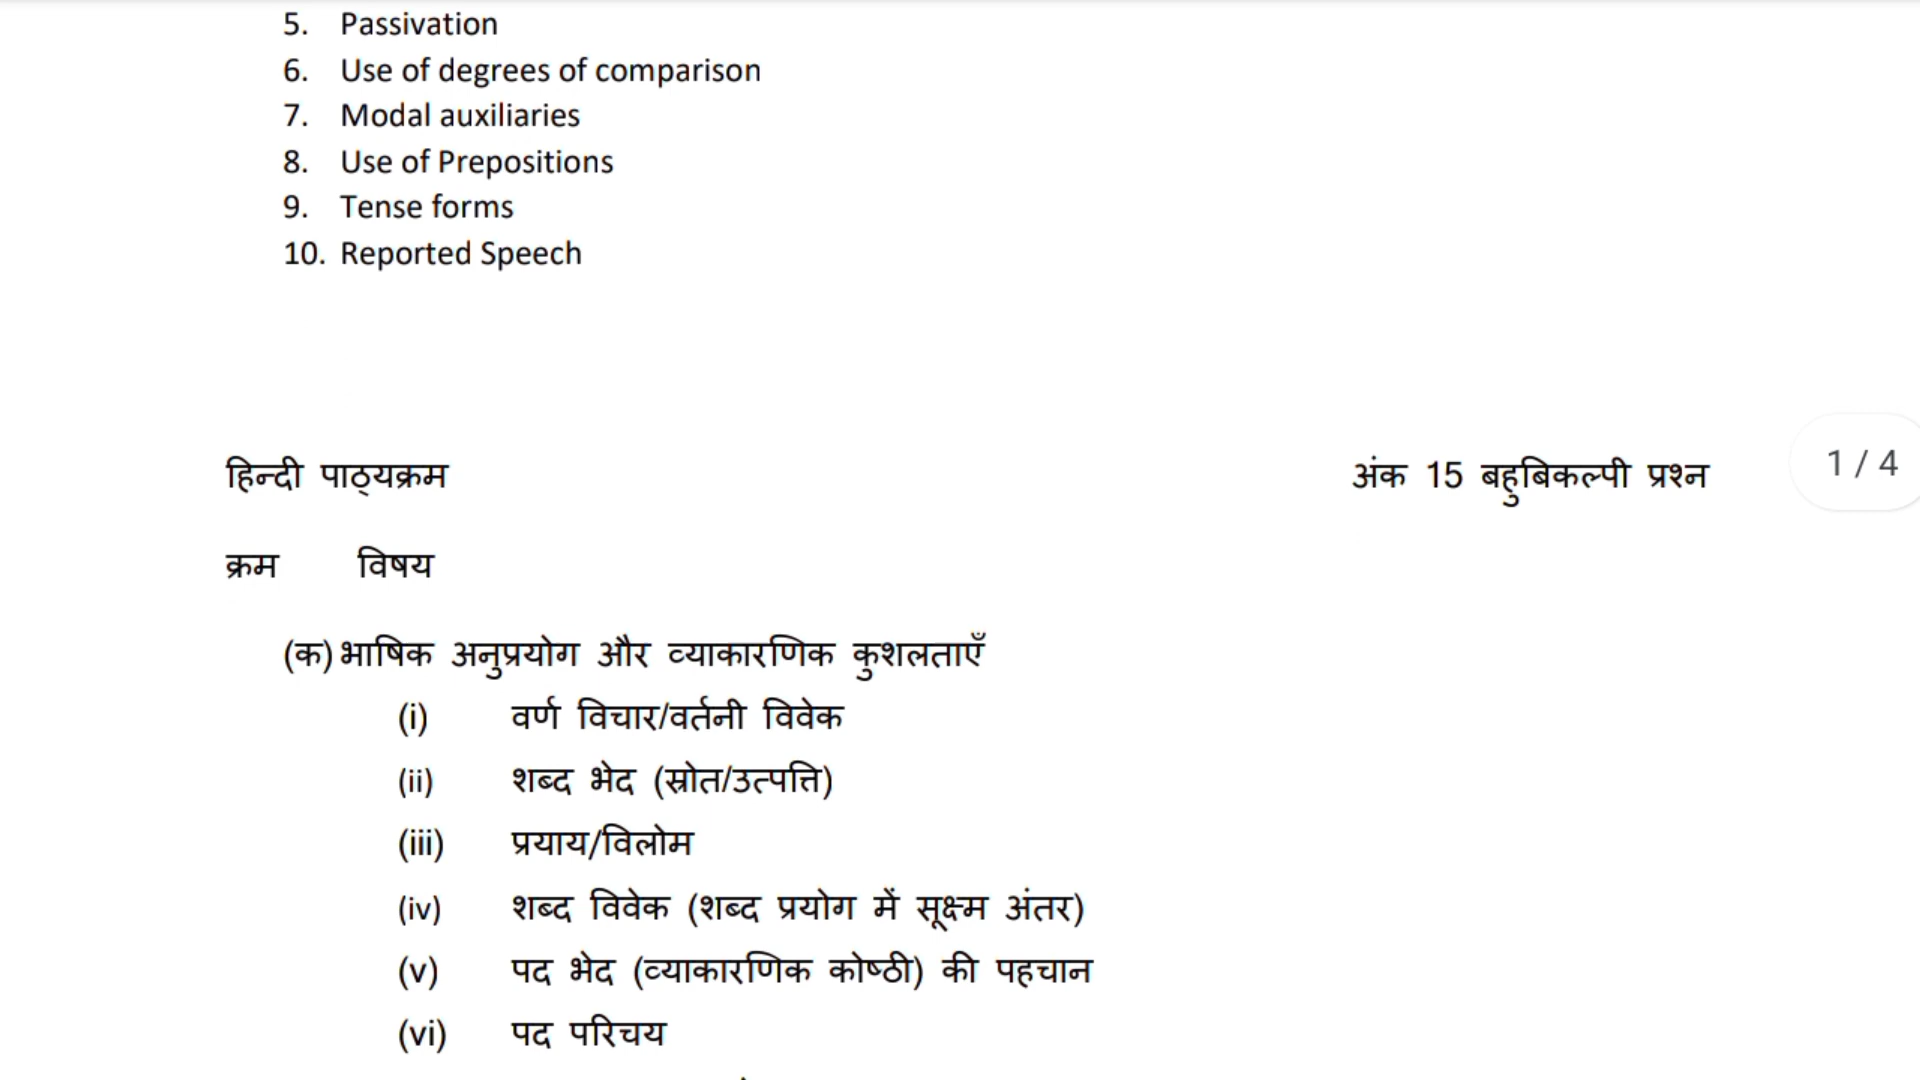 5. Passivation
6. Use of degrees of comparison
7. Modal auxiliaries
8. Use of Prepositions
9. Tense forms
10. Reported Speech
हिन्दी पाठ्यक्रम अंक 15 बहुबिकल्पी प्रश्न
1 / 4
क्रम विषय
(क) भाषिक अनुप्रयोग और व्याकारणिक कुशलताएँ
(i) वर्ण विचार/वर्तनी विवेक
(ii) शब्द भेद (स्रोत/उत्पत्ति)
(iii) प्रयाय/विलोम
(iv) शब्द विवेक (शब्द प्रयोग में सूक्ष्म अंतर)
(v) पद भेद (व्याकारणिक कोष्ठी) की पहचान
(vi) पद परिचय